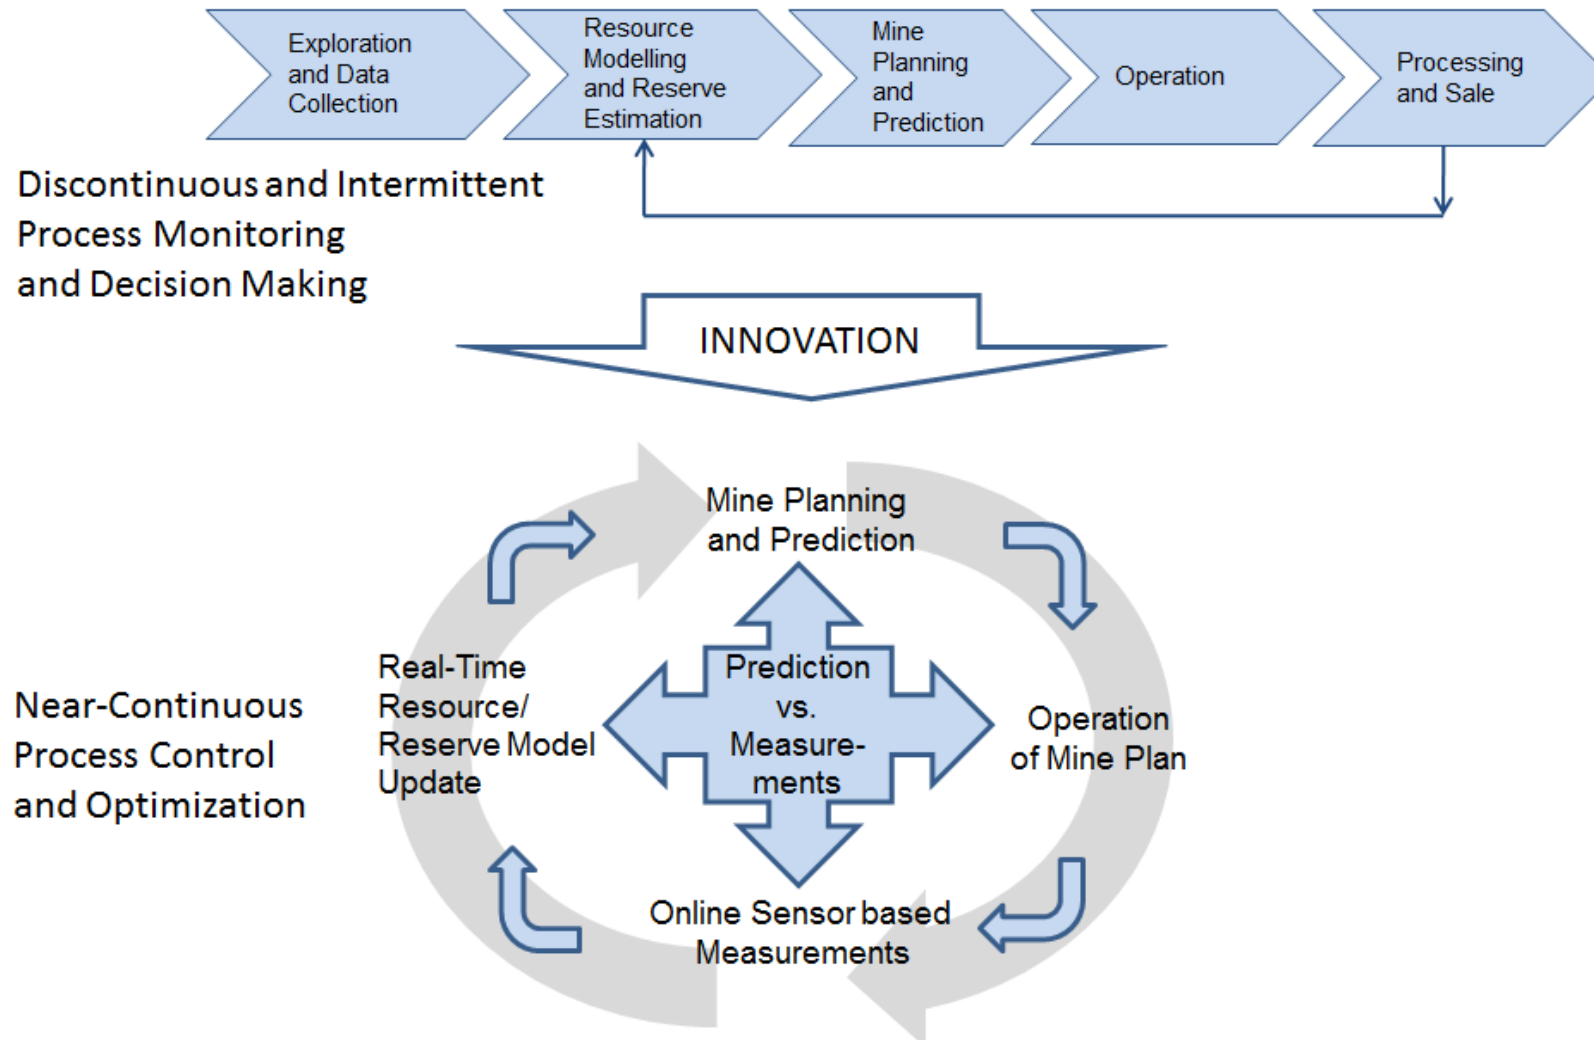 Exploration
and Data
Collection
Resource
Modelling
and Reserve
Estimation
Mine
Planning
and
Prediction
Operation
Processing
and Sale
Discontinuous and Intermittent
Process Monitoring
and Decision Making
INNOVATION
Mine Planning
and Prediction
Real-Time
Resource/
Reserve Model
Update
Prediction
vs.
Measure-
ments
Operation
of Mine Plan
Near-Continuous
Process Control
and Optimization
Online Sensor based
Measurements